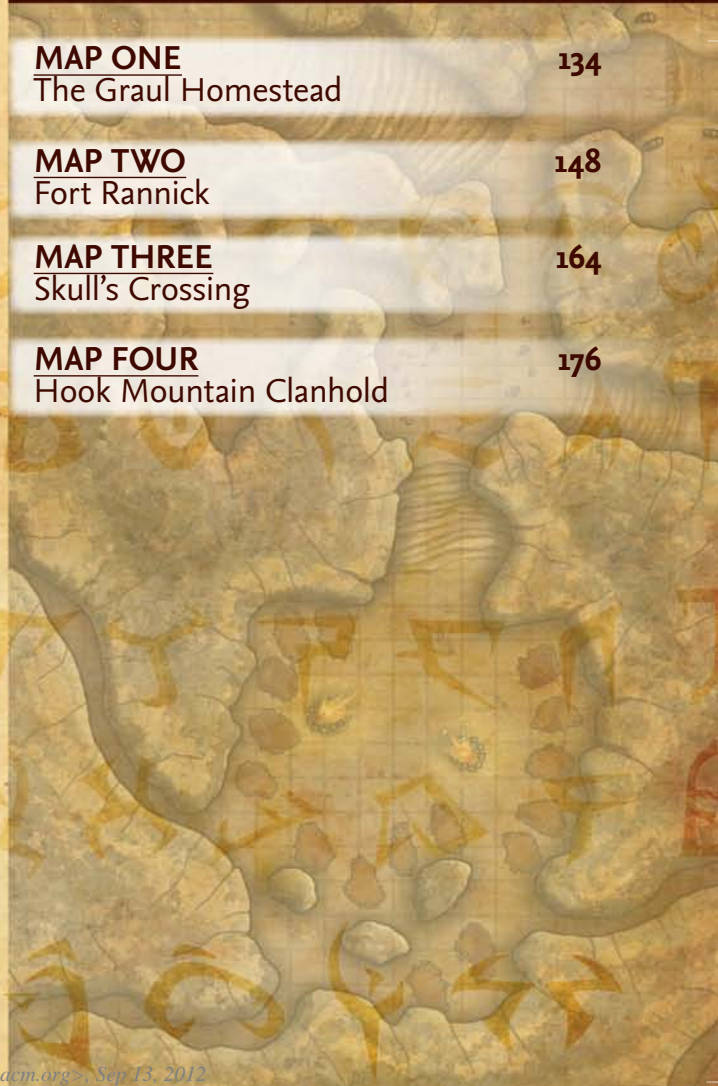 MAP ONE 134
The Graul Homestead
MAP TWO 148
Fort Rannick
MAP THREE 164
Skull's Crossing
MAP FOUR 176
Hook Mountain Clanhold
acm.org>, Sep 13, 2012